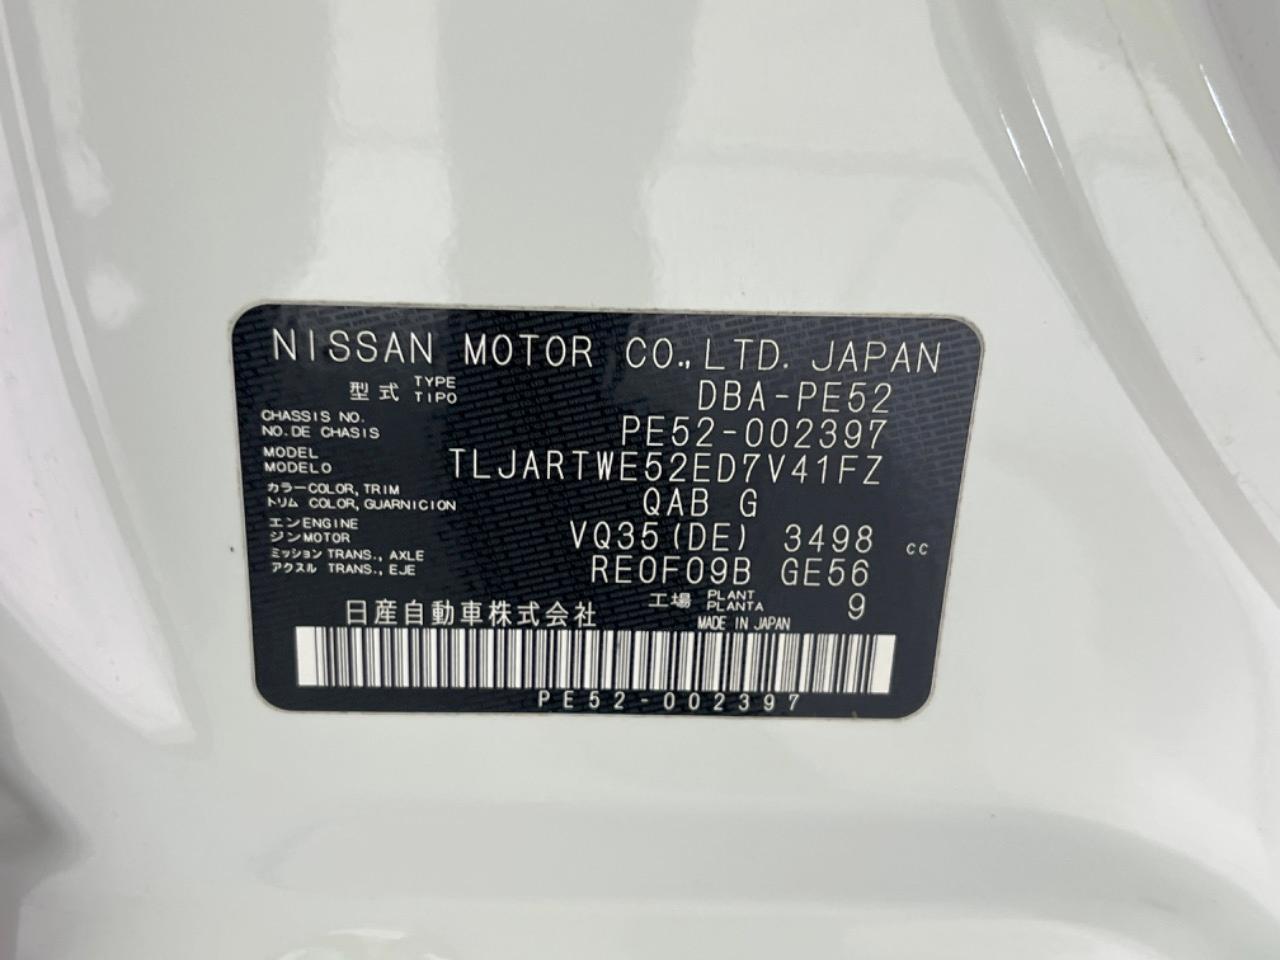 NISSAN MOTOR CO.,LTD. JAPAN
型式 TYPE TIPO DBA-PE52
CHASSIS NO.
NO.DE CHASIS PE52-002397
MODEL
MODELO TLJARTWE52ED7V41FZ
カラー COLOR, TRIM
トリム COLOR, GUARNICION QAB G
エンジン ENGINE MOTOR VQ35(DE) 3498 cc
ミッション TRANS., AXLE
アクスル TRANS., EJE RE0F09B GE56
工場 PLANT PLANTA 9
日産自動車株式会社 MADE IN JAPAN
PE52-002397